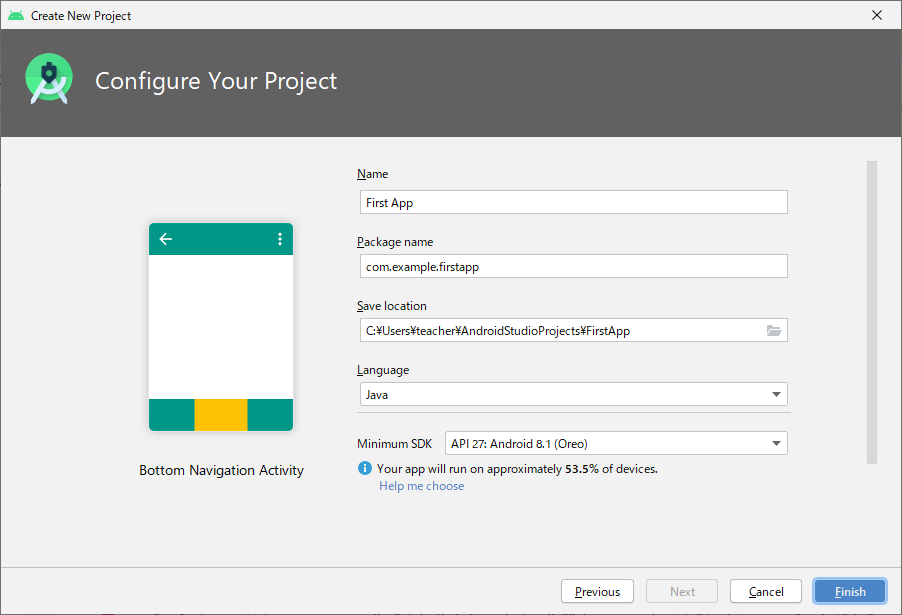 Create New Project
Configure Your Project
Name
First App
Package name
com.example.firstapp
Save location
C:¥Users¥teacher¥AndroidStudioProjects¥FirstApp
Language
Java
Minimum SDK
API 27: Android 8.1 (Oreo)
Your app will run on approximately 53.5% of devices.
Help me choose
Bottom Navigation Activity
Previous
Next
Cancel
Finish